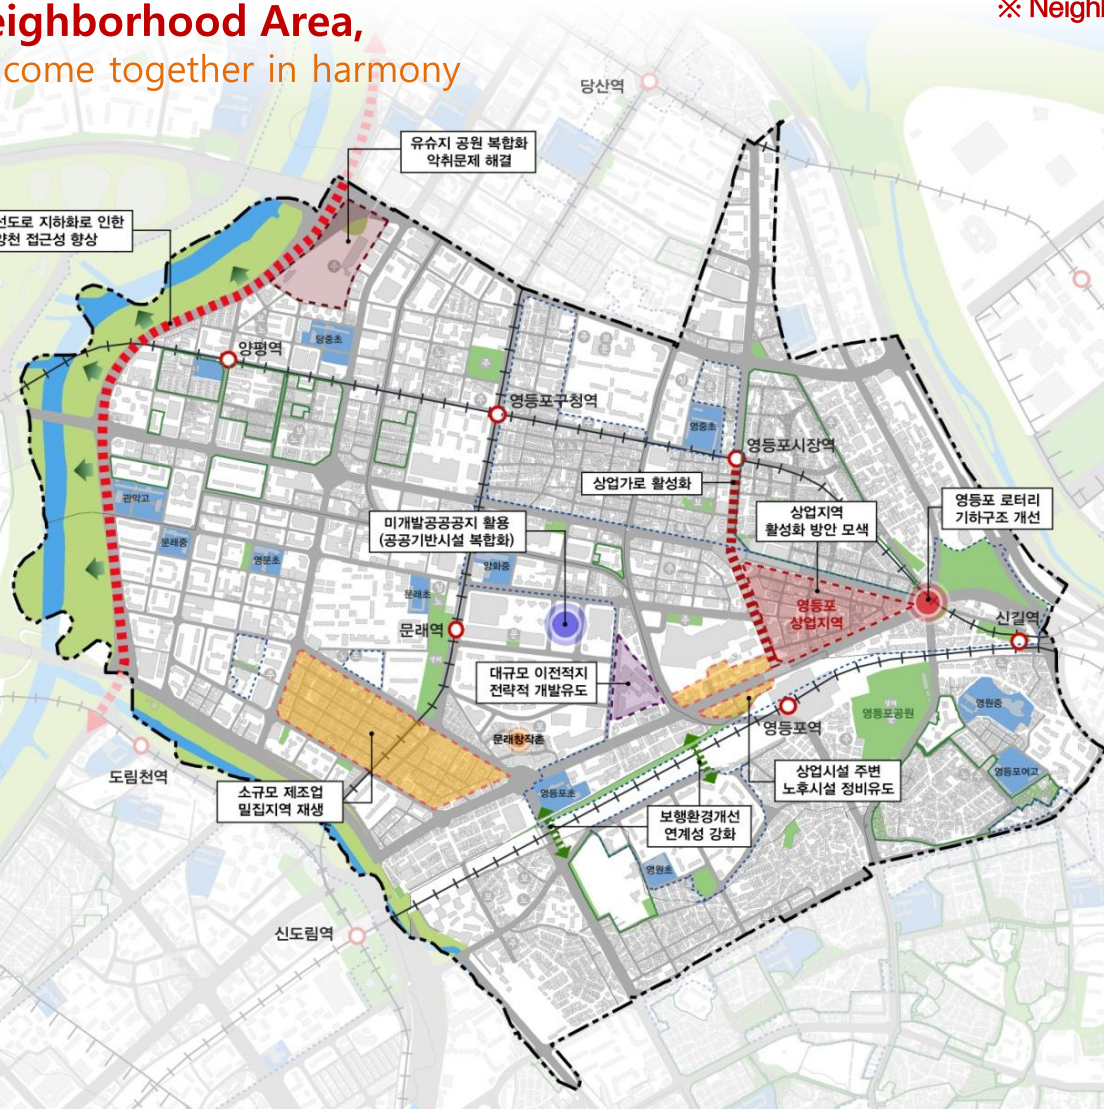 eighborhood Area,
※ Neighb
come together in harmony
당산역
유슈지 공원 복합화
악취문제 해결
선도로 지하화로 인한
양천 접근성 향상
당중초
양평역
영등포구청역
영중초
영등포시장역
상업가로 활성화
관악고
상업지역
활성화 방안 모색
영등포 로터리
기하구조 개선
미개발공공공지 활용
(공공기반시설 복합화)
문래중
영문초
양화중
문래초
영등포
상업지역
문래역
신길역
대규모 이전적지
전략적 개발유도
영원중
영등포공원
영등포역
문래창작촌
도림천역
영등포여고
소규모 제조업
밀집지역 재생
영등포초
상업시설 주변
노후시설 정비유도
보행환경개선
연계성 강화
영원초
신도림역